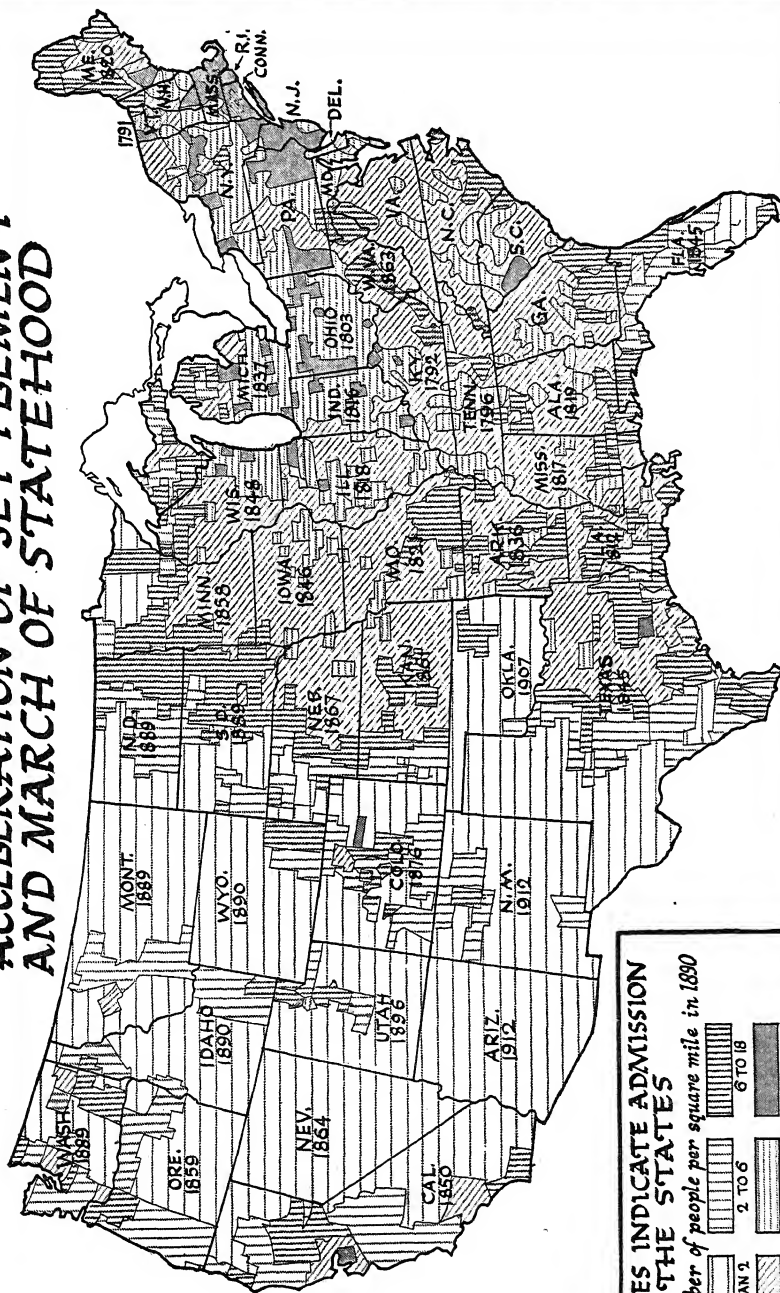 ACCELERATION OF SETTLEMENT
AND MARCH OF STATEHOOD
WASH.
1889
ORE.
1859
CAL.
1850
NEV.
1864
IDAHO
1890
MONT.
1889
WYO.
1890
UTAH
1896
ARIZ.
1912
COLO.
1876
N.M.
1912
N.D.
1889
S.D.
1889
NEB.
1867
KAN.
1861
OKLA.
1907
TEXAS
1845
MINN.
1858
IOWA
1846
MO.
1821
ARK.
1836
LA.
1812
WIS.
1848
ILL.
1818
MICH.
1837
IND.
1816
OHIO
1803
KY.
1792
TENN.
1796
MISS.
1817
ALA.
1819
GA.
FLA.
1845
S.C.
N.C.
VA.
W.VA.
1863
MD.
DEL.
PA.
N.J.
N.Y.
CONN.
R.I.
MASS.
VT.
1791
N.H.
ME.
1820
ES INDICATE ADMISSION
THE STATES
ber of people per square mile in 1890
AN 2
2 TO 6
6 TO 18